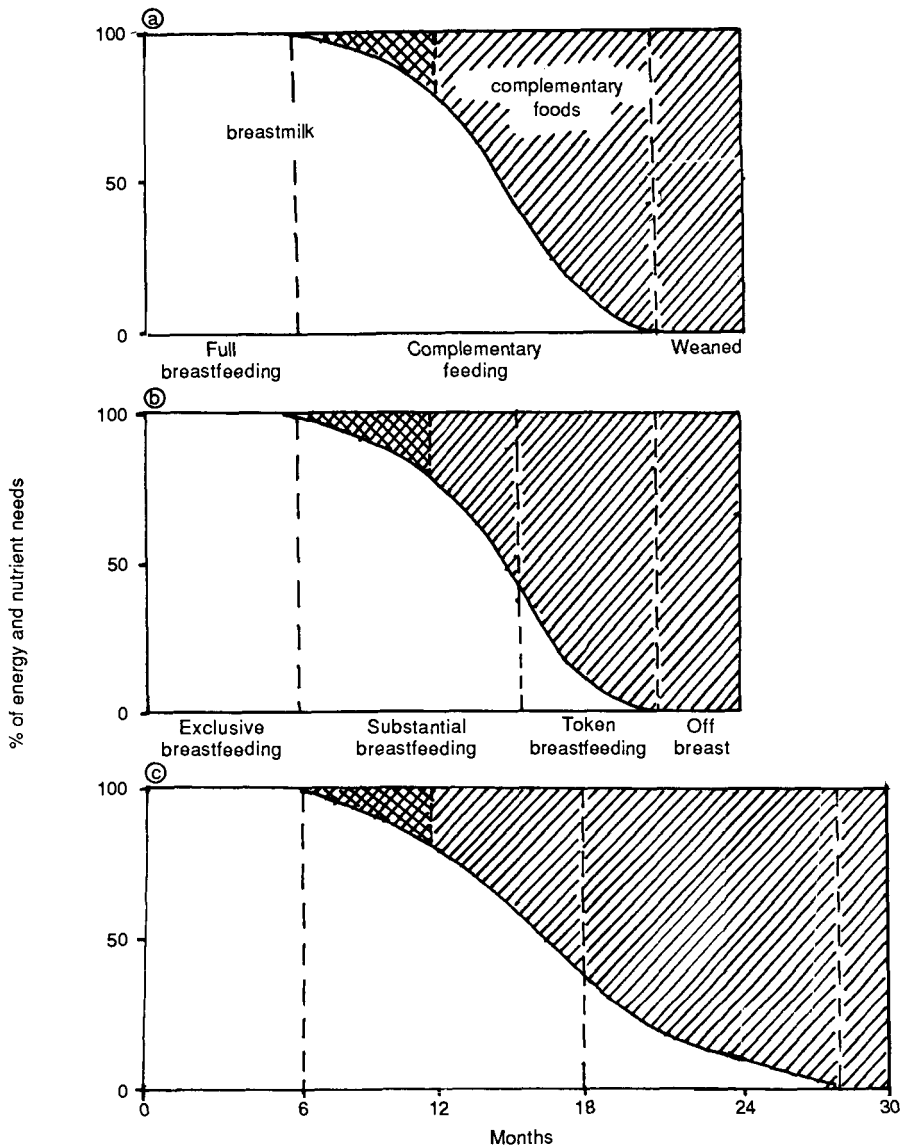 % of energy and nutrient needs
a
100
50
0
breastmilk
complementary
foods
Full
breastfeeding
Complementary
feeding
Weaned
b
100
50
0
Exclusive
breastfeeding
Substantial
breastfeeding
Token
breastfeeding
Off
breast
c
100
50
0
0 6 12 18 24 30
Months